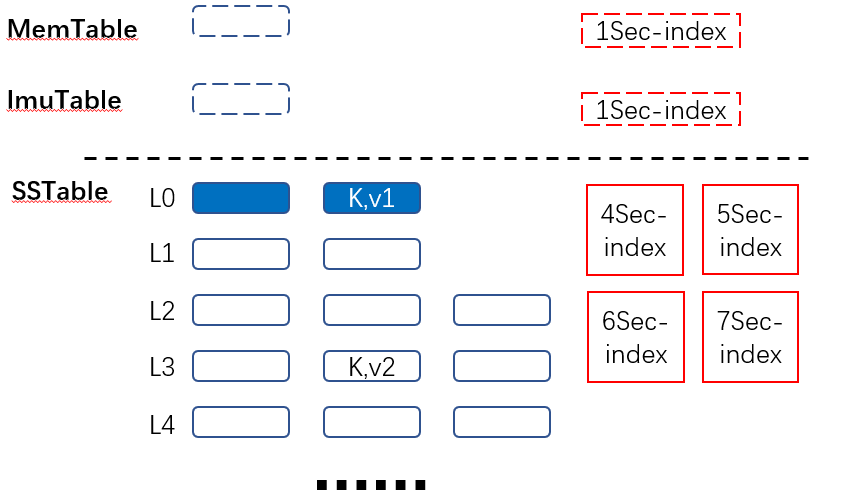 MemTable
1Sec-index
ImuTable
1Sec-index
SSTable
L0
K,v1
4Sec-
index
5Sec-
index
L1
L2
6Sec-
index
7Sec-
index
L3
K,v2
L4